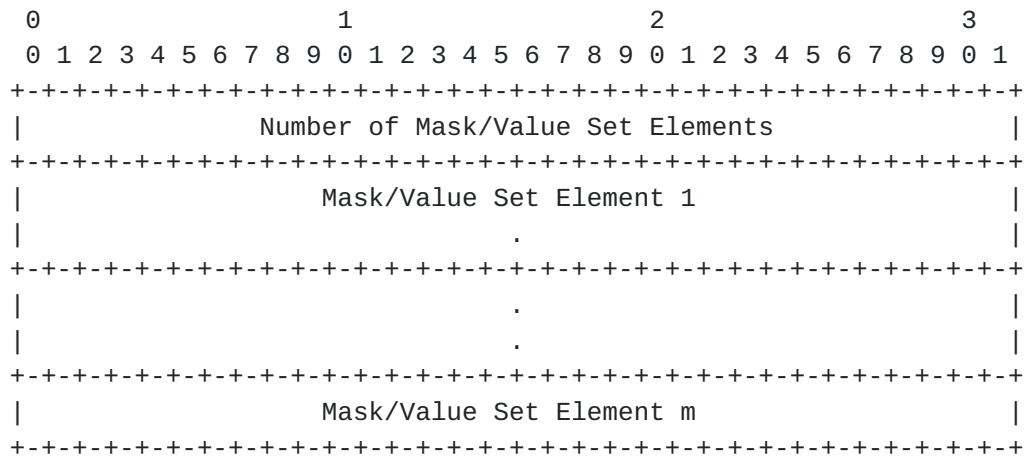 0                   1                   2                   3
 0 1 2 3 4 5 6 7 8 9 0 1 2 3 4 5 6 7 8 9 0 1 2 3 4 5 6 7 8 9 0 1
+-+-+-+-+-+-+-+-+-+-+-+-+-+-+-+-+-+-+-+-+-+-+-+-+-+-+-+-+-+-+-+-+
|               Number of Mask/Value Set Elements               |
+-+-+-+-+-+-+-+-+-+-+-+-+-+-+-+-+-+-+-+-+-+-+-+-+-+-+-+-+-+-+-+-+
|                   Mask/Value Set Element 1                    |
|                               .                               |
+-+-+-+-+-+-+-+-+-+-+-+-+-+-+-+-+-+-+-+-+-+-+-+-+-+-+-+-+-+-+-+-+
|                               .                               |
|                               .                               |
+-+-+-+-+-+-+-+-+-+-+-+-+-+-+-+-+-+-+-+-+-+-+-+-+-+-+-+-+-+-+-+-+
|                   Mask/Value Set Element m                    |
+-+-+-+-+-+-+-+-+-+-+-+-+-+-+-+-+-+-+-+-+-+-+-+-+-+-+-+-+-+-+-+-+